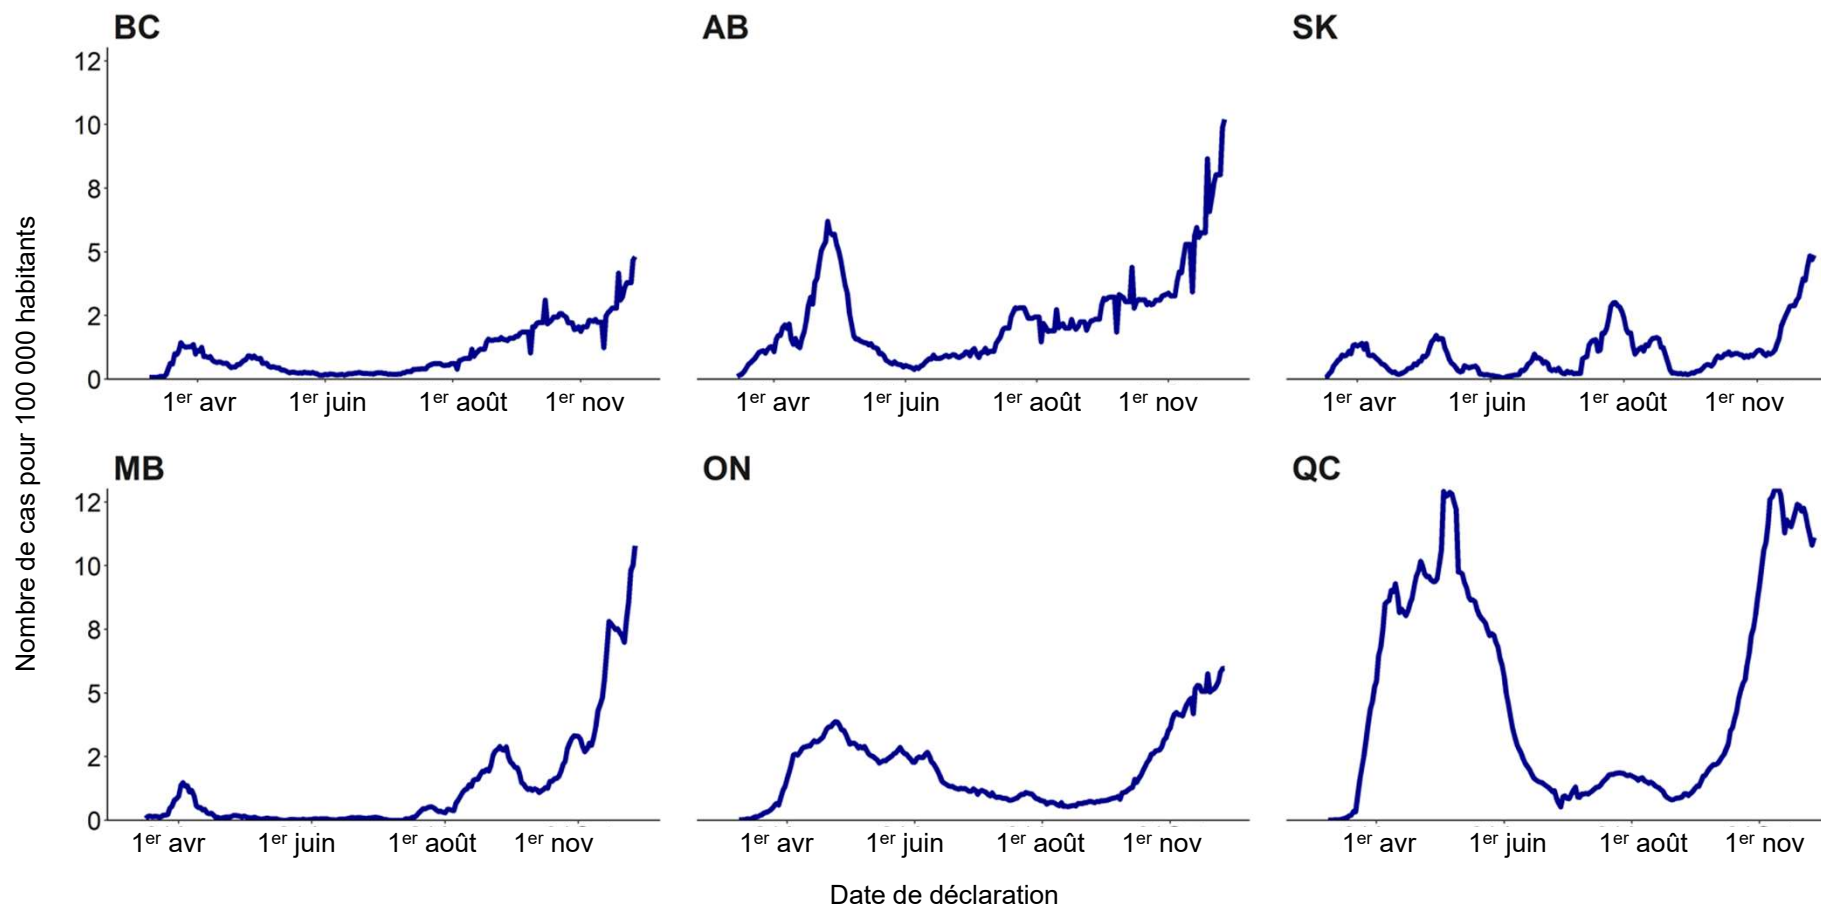 BC
AB
SK
12
10
8
5
2
0
1er avr 1er juin 1er août 1er nov
1er avr 1er juin 1er août 1er nov
1er avr 1er juin 1er août 1er nov
Nombre de cas pour 100 000 habitants
MB
ON
QC
12
10
8
5
2
0
1er avr 1er juin 1er août 1er nov
1er avr 1er juin 1er août 1er nov
1er avr 1er juin 1er août 1er nov
Date de déclaration